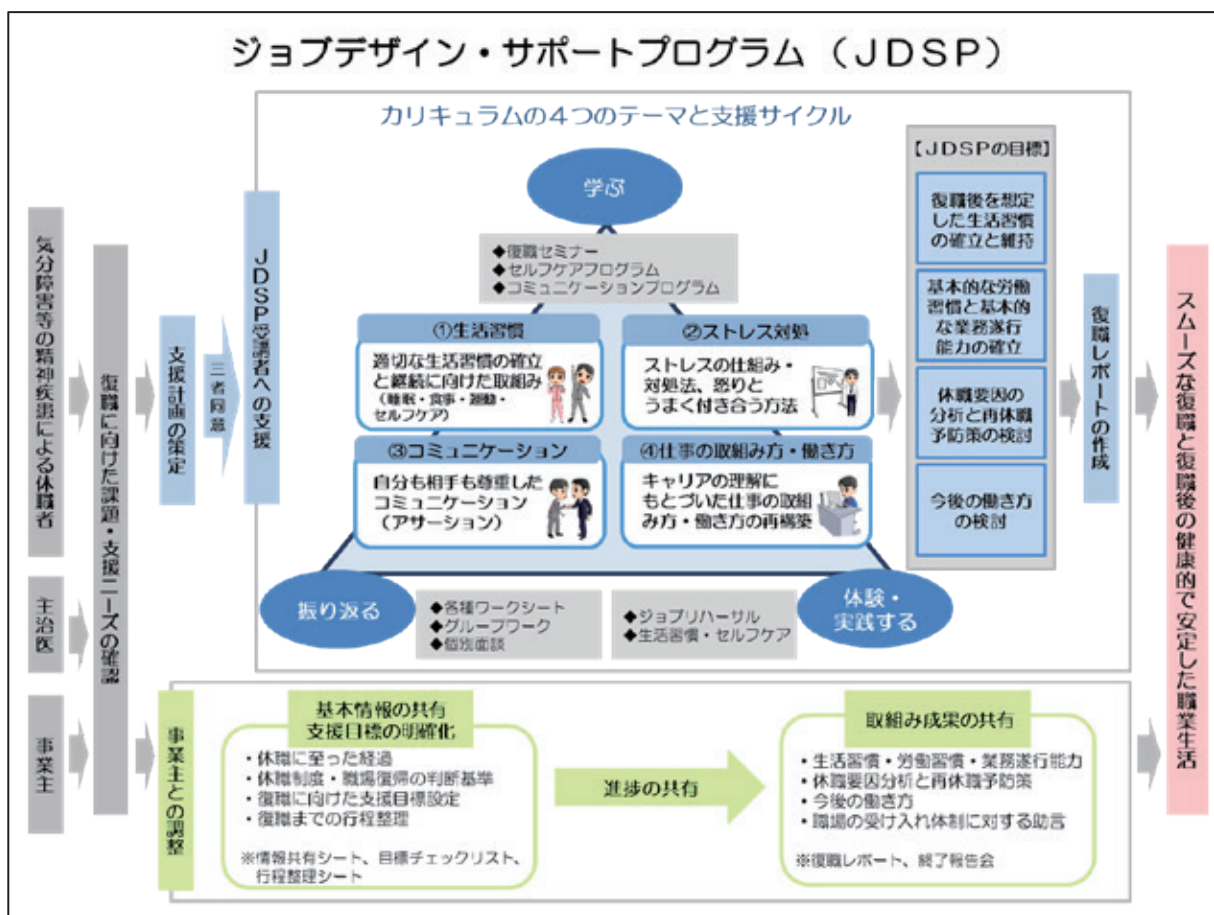 ジョブデザイン・サポートプログラム（JDSP）
気分障害等の精神疾患による休職者
主治医
事業主
復職に向けた課題・支援ニーズの確認
支援計画の策定
三者同意
JDSP受講者への支援
カリキュラムの４つのテーマと支援サイクル
学ぶ
◆復職セミナー
◆セルフケアプログラム
◆コミュニケーションプログラム
①生活習慣
適切な生活習慣の確立
と継続に向けた取組み
（睡眠・食事・運動・
セルフケア）
②ストレス対処
ストレスの仕組み・
対処法、怒りと
うまく付き合う方法
③コミュニケーション
自分も相手も尊重した
コミュニケーション
（アサーション）
④仕事の取組み方・働き方
キャリアの理解に
もとづいた仕事の取組
み方・働き方の再構築
振り返る
◆各種ワークシート
◆グループワーク
◆個別面談
◆ジョブリハーサル
◆生活習慣・セルフケア
体験・
実践する
【JDSPの目標】
復職後を想定
した生活習慣
の確立と維持
基本的な労働
習慣と基本的
な業務遂行
能力の確立
休職要因の
分析と再休職
予防策の検討
今後の働き方
の検討
復職レポートの作成
スムーズな復職と復職後の健康的で安定した職業生活
事業主との調整
基本情報の共有
支援目標の明確化
・休職に至った経過
・休職制度・職場復帰の判断基準
・復職に向けた支援目標設定
・復職までの行程整理
※情報共有シート、目標チェックリスト、
行程整理シート
進捗の共有
取組み成果の共有
・生活習慣・労働習慣・業務遂行能力
・休職要因分析と再休職予防策
・今後の働き方
・職場の受け入れ体制に対する助言
※復職レポート、終了報告会